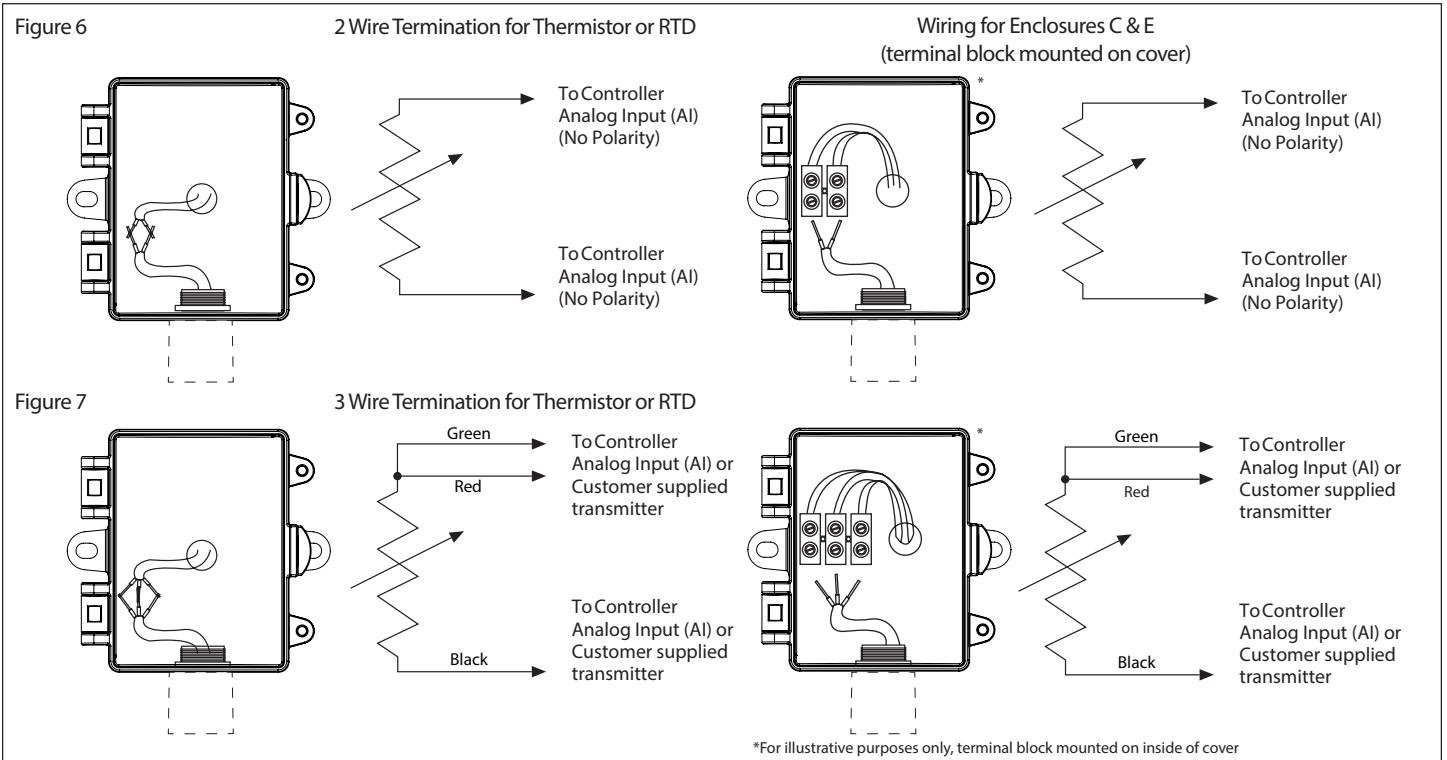 Figure 6
2 Wire Termination for Thermistor or RTD
Wiring for Enclosures C & E
(terminal block mounted on cover)
To Controller
Analog Input (AI)
(No Polarity)
To Controller
Analog Input (AI)
(No Polarity)
*
To Controller
Analog Input (AI)
(No Polarity)
To Controller
Analog Input (AI)
(No Polarity)
Figure 7
3 Wire Termination for Thermistor or RTD
Green
Red
To Controller
Analog Input (AI) or
Customer supplied
transmitter
Black
To Controller
Analog Input (AI) or
Customer supplied
transmitter
*
Green
Red
To Controller
Analog Input (AI) or
Customer supplied
transmitter
Black
To Controller
Analog Input (AI) or
Customer supplied
transmitter
*For illustrative purposes only, terminal block mounted on inside of cover